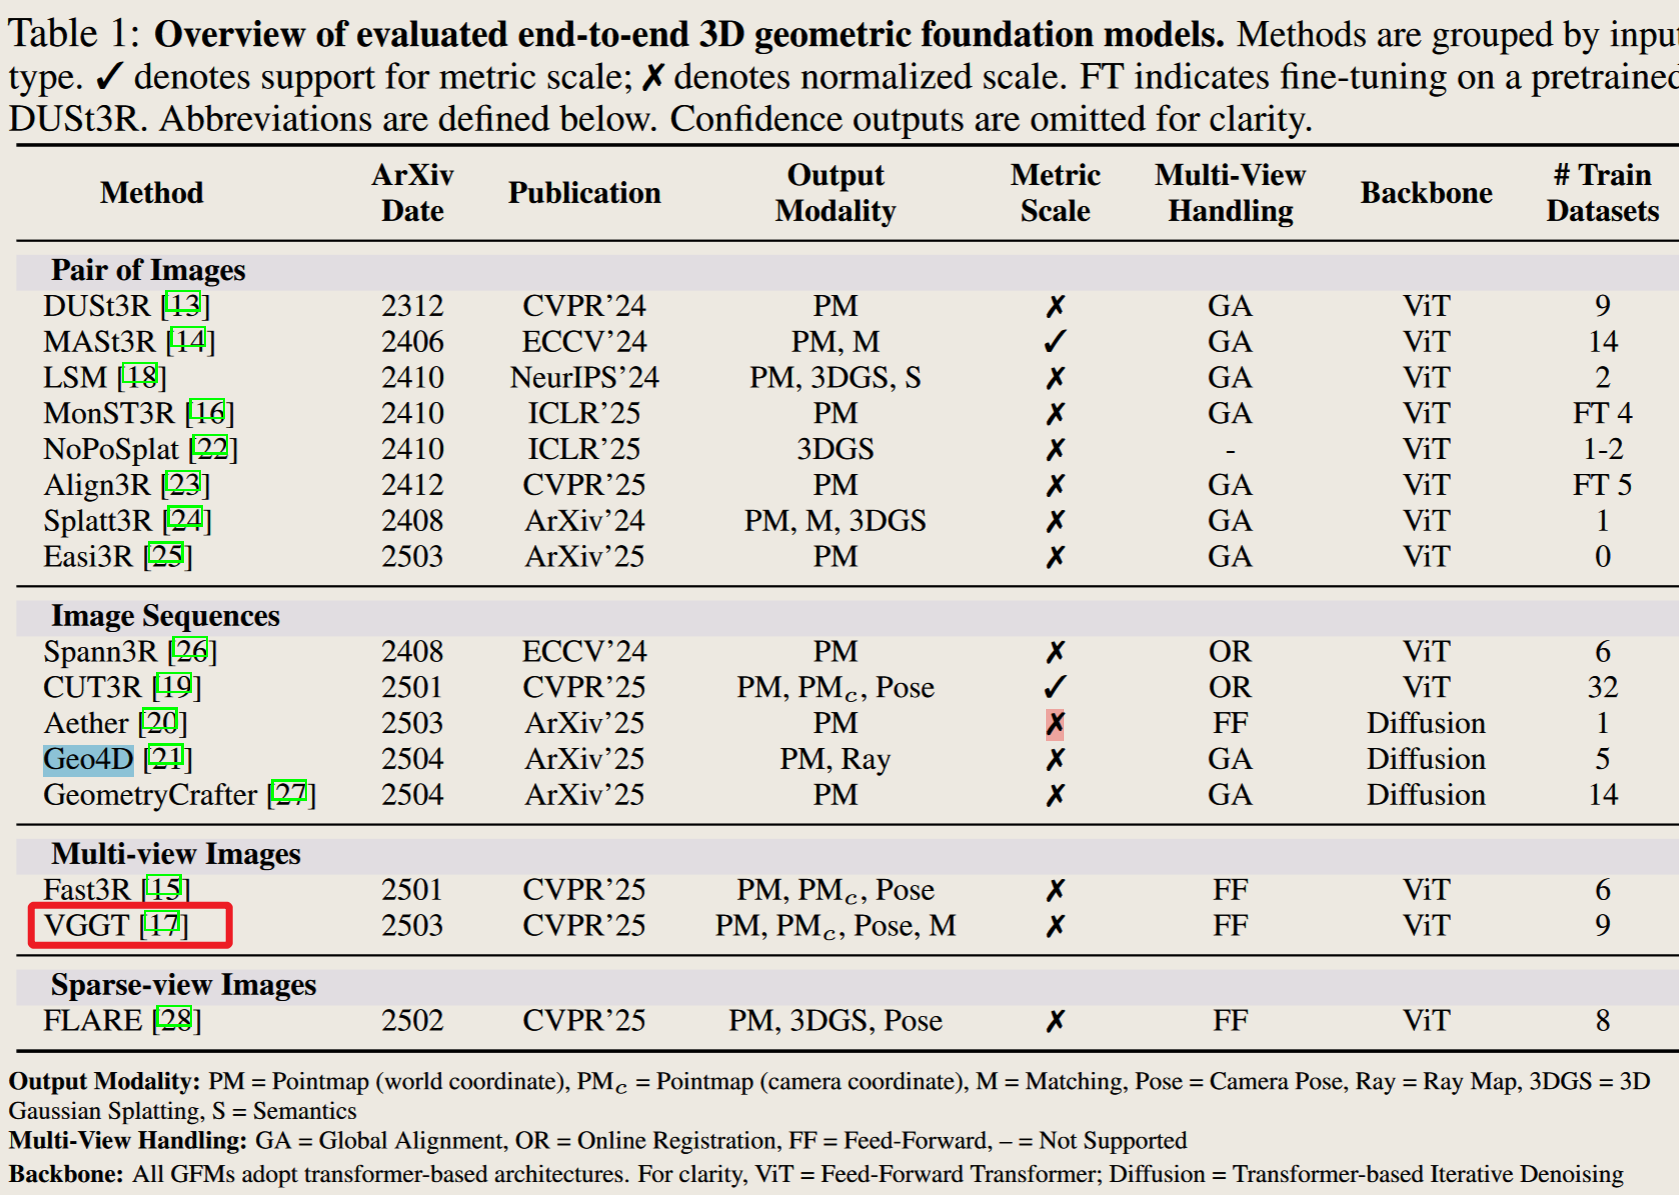 Table 1: Overview of evaluated end-to-end 3D geometric foundation models. Methods are grouped by input
type. ✓ denotes support for metric scale; ✗ denotes normalized scale. FT indicates fine-tuning on a pretrained
DUSt3R. Abbreviations are defined below. Confidence outputs are omitted for clarity.
Method ArXiv Date Publication Output Modality Metric Scale Multi-View Handling Backbone # Train Datasets
Pair of Images
DUSt3R [13] 2312 CVPR'24 PM ✗ GA ViT 9
MASt3R [14] 2406 ECCV'24 PM, M ✓ GA ViT 14
LSM [18] 2410 NeurIPS'24 PM, 3DGS, S ✗ GA ViT 2
MonST3R [16] 2410 ICLR'25 PM ✗ GA ViT FT 4
NoPoSplat [22] 2410 ICLR'25 3DGS ✗ - ViT 1-2
Align3R [23] 2412 CVPR'25 PM ✗ GA ViT FT 5
Splatt3R [24] 2408 ArXiv'24 PM, M, 3DGS ✗ GA ViT 1
Easi3R [25] 2503 ArXiv'25 PM ✗ GA ViT 0
Image Sequences
Spann3R [26] 2408 ECCV'24 PM ✗ OR ViT 6
CUT3R [19] 2501 CVPR'25 PM, PMc, Pose ✓ OR ViT 32
Aether [20] 2503 ArXiv'25 PM ✗ FF Diffusion 1
Geo4D [21] 2504 ArXiv'25 PM, Ray ✗ GA Diffusion 5
GeometryCrafter [27] 2504 ArXiv'25 PM ✗ GA Diffusion 14
Multi-view Images
Fast3R [15] 2501 CVPR'25 PM, PMc, Pose ✗ FF ViT 6
VGGT [17] 2503 CVPR'25 PM, PMc, Pose, M ✗ FF ViT 9
Sparse-view Images
FLARE [28] 2502 CVPR'25 PM, 3DGS, Pose ✗ FF ViT 8
Output Modality: PM = Pointmap (world coordinate), PMc = Pointmap (camera coordinate), M = Matching, Pose = Camera Pose, Ray = Ray Map, 3DGS = 3D
Gaussian Splatting, S = Semantics
Multi-View Handling: GA = Global Alignment, OR = Online Registration, FF = Feed-Forward, – = Not Supported
Backbone: All GFMs adopt transformer-based architectures. For clarity, ViT = Feed-Forward Transformer; Diffusion = Transformer-based Iterative Denoising